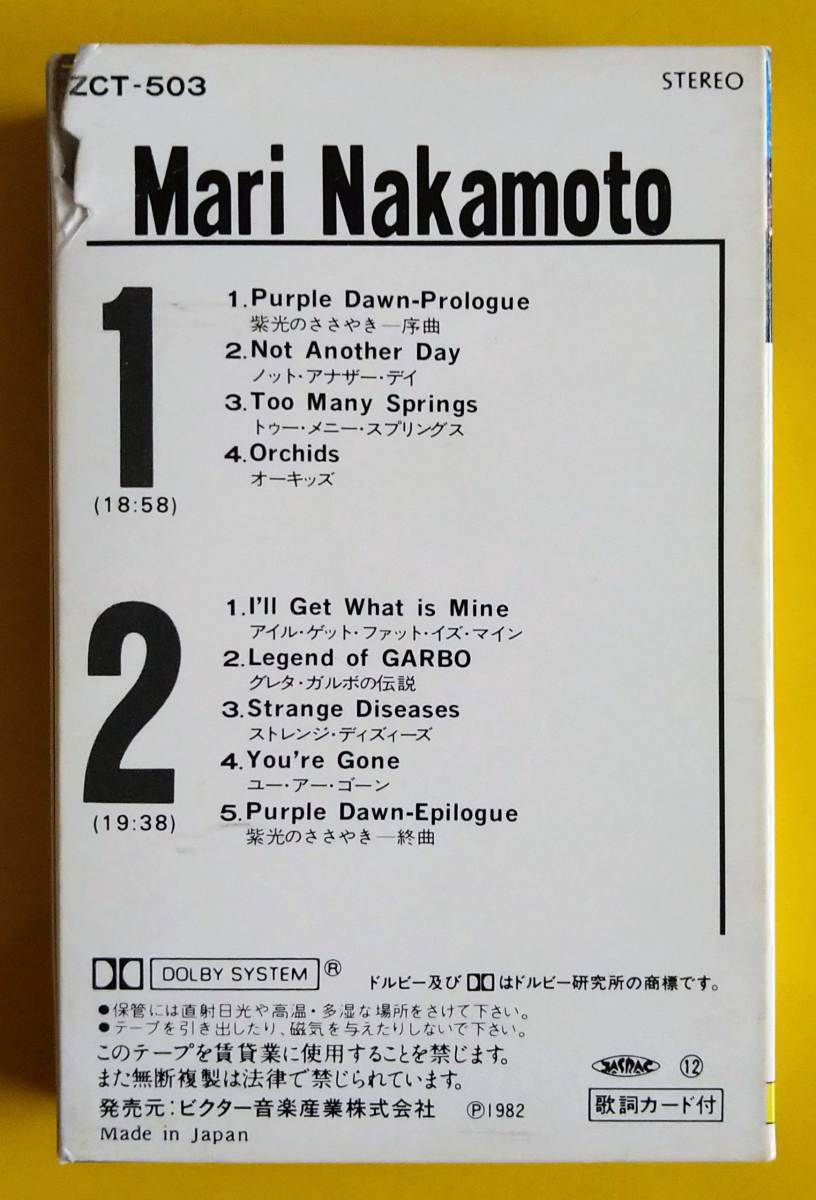 ZCT-503
STEREO
Mari Nakamoto
1
1.Purple Dawn-Prologue
紫光のささやき—序曲
2.Not Another Day
ノット・アナザー・デイ
3.Too Many Springs
トゥー・メニー・スプリングス
4.Orchids
オーキッズ
(18:58)
2
1.I'll Get What is Mine
アイル・ゲット・ファット・イズ・マイン
2.Legend of GARBO
グレタ・ガルボの伝説
3.Strange Diseases
ストレンジ・ディズィーズ
4.You're Gone
ユー・アー・ゴーン
5.Purple Dawn-Epilogue
紫光のささやき—終曲
(19:38)
DOLBY SYSTEM ®
ドルビー及びはドルビー研究所の商標です。
●保管には直射日光や高温・多湿な場所をさけて下さい。
●テープを引き出したり、磁気を与えたりしないで下さい。
このテープを賃貸業に使用することを禁じます。
また無断複製は法律で禁じられています。
JASRAC ⑫
発売元:ビクター音楽産業株式会社 ℗1982
歌詞カード付
Made in Japan